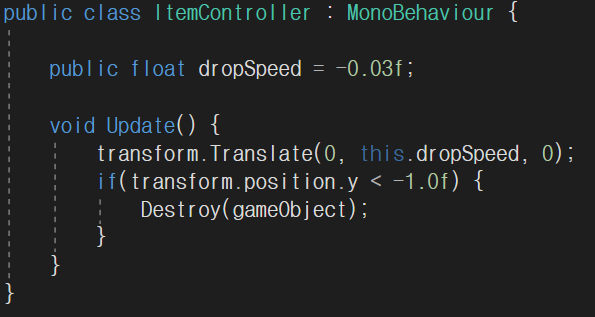 public class ItemController : MonoBehaviour {
public float dropSpeed = -0.03f;
void Update() {
transform.Translate(0, this.dropSpeed, 0);
if(transform.position.y < -1.0f) {
Destroy(gameObject);
}
}
}